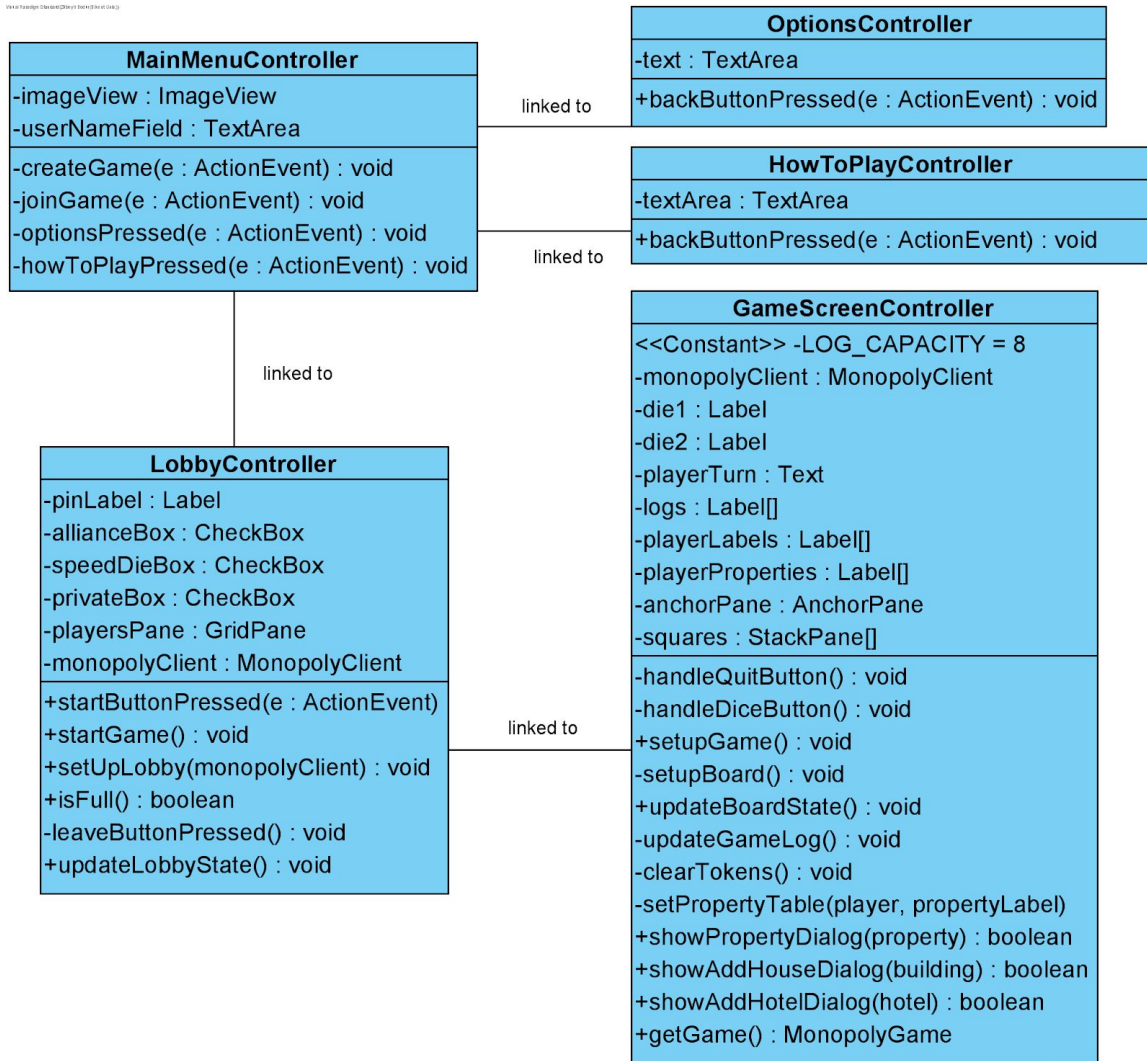 MainMenuController
-imageView : ImageView
-userNameField : TextArea
-createGame(e : ActionEvent) : void
-joinGame(e : ActionEvent) : void
-optionsPressed(e : ActionEvent) : void
-howToPlayPressed(e : ActionEvent) : void
linked to
OptionsController
-text : TextArea
+backButtonPressed(e : ActionEvent) : void
linked to
HowToPlayController
-textArea : TextArea
+backButtonPressed(e : ActionEvent) : void
linked to
LobbyController
-pinLabel : Label
-allianceBox : CheckBox
-speedDieBox : CheckBox
-privateBox : CheckBox
-playersPane : GridPane
-monopolyClient : MonopolyClient
+startButtonPressed(e : ActionEvent)
+startGame() : void
+setUpLobby(monopolyClient) : void
+isFull() : boolean
-leaveButtonPressed() : void
+updateLobbyState() : void
linked to
GameScreenController
<<Constant>> -LOG_CAPACITY = 8
-monopolyClient : MonopolyClient
-die1 : Label
-die2 : Label
-playerTurn : Text
-logs : Label[]
-playerLabels : Label[]
-playerProperties : Label[]
-anchorPane : AnchorPane
-squares : StackPane[]
-handleQuitButton() : void
-handleDiceButton() : void
+setupGame() : void
-setupBoard() : void
+updateBoardState() : void
-updateGameLog() : void
-clearTokens() : void
-setPropertyTable(player, propertyLabel)
+showPropertyDialog(property) : boolean
+showAddHouseDialog(building) : boolean
+showAddHotelDialog(hotel) : boolean
+getGame() : MonopolyGame